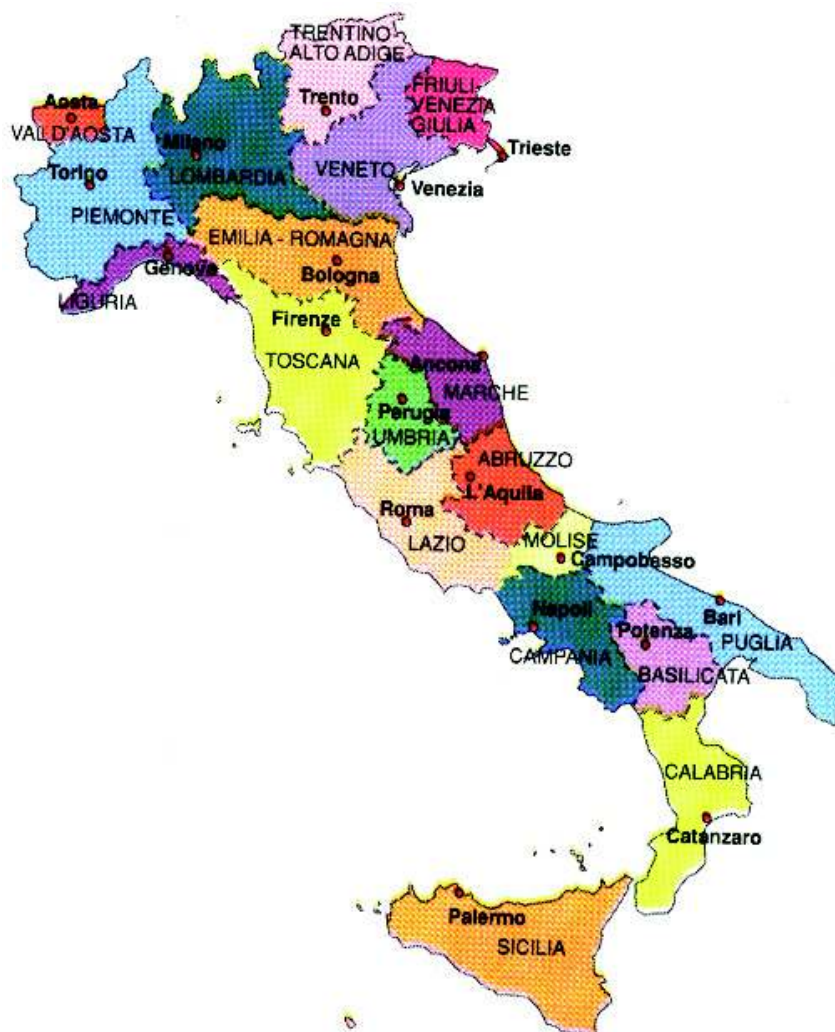 TRENTINO
ALTO ADIGE
FRIULI-
VENEZIA
GIULIA
Aosta
VAL D'AOSTA
Trento
Milano
Trieste
Torino
LOMBARDIA
VENETO
Venezia
PIEMONTE
EMILIA - ROMAGNA
Genova
Bologna
LIGURIA
Firenze
TOSCANA
Ancona
MARCHE
Perugia
UMBRIA
ABRUZZO
L'Aquila
Roma
LAZIO
MOLISE
Campobasso
Napoli
Bari
Potenza
PUGLIA
CAMPANIA
BASILICATA
CALABRIA
Catanzaro
Palermo
SICILIA